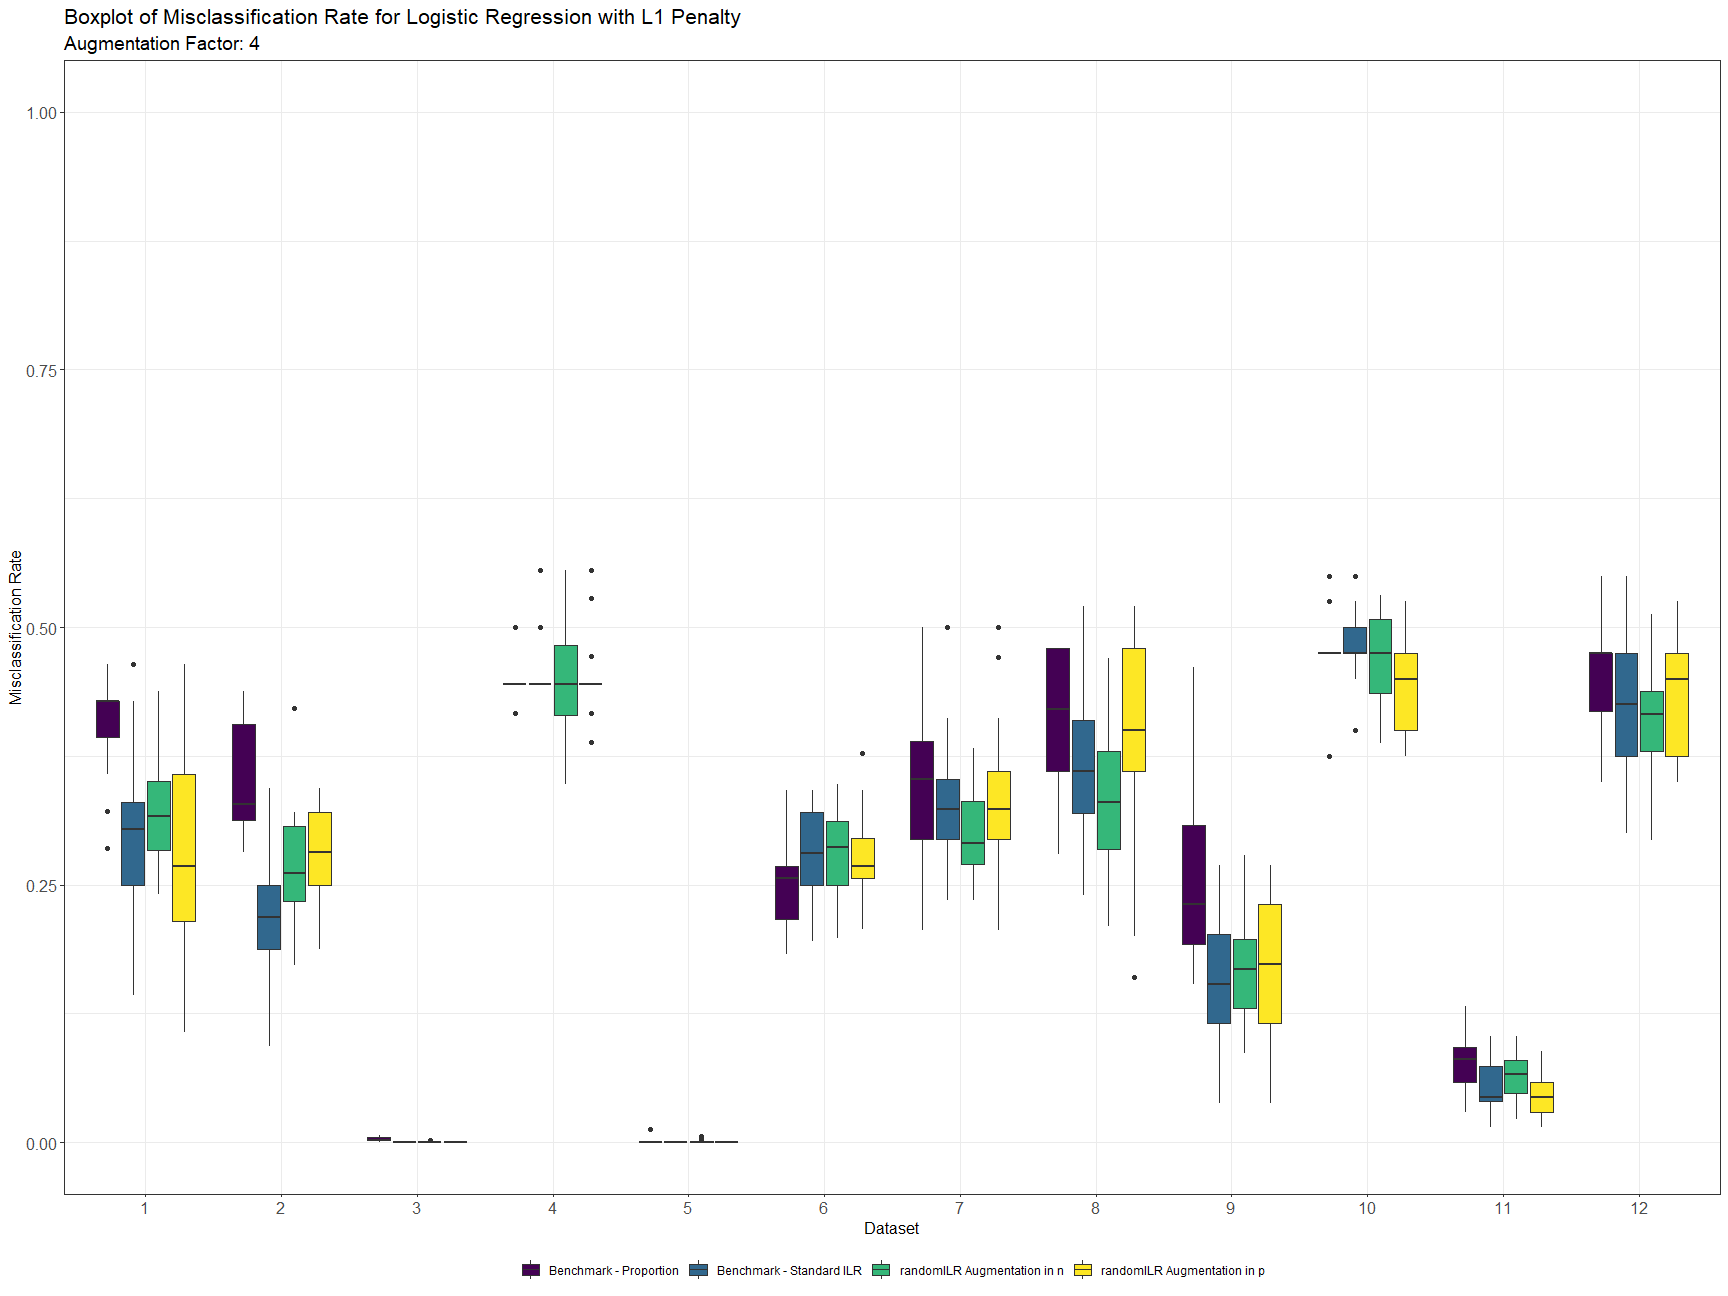 Boxplot of Misclassification Rate for Logistic Regression with L1 Penalty
Augmentation Factor: 4
1.00
0.75
0.50
0.25
0.00
Misclassification Rate
1 2 3 4 5 6 7 8 9 10 11 12
Dataset
Benchmark - Proportion Benchmark - Standard ILR randomILR Augmentation in n randomILR Augmentation in p